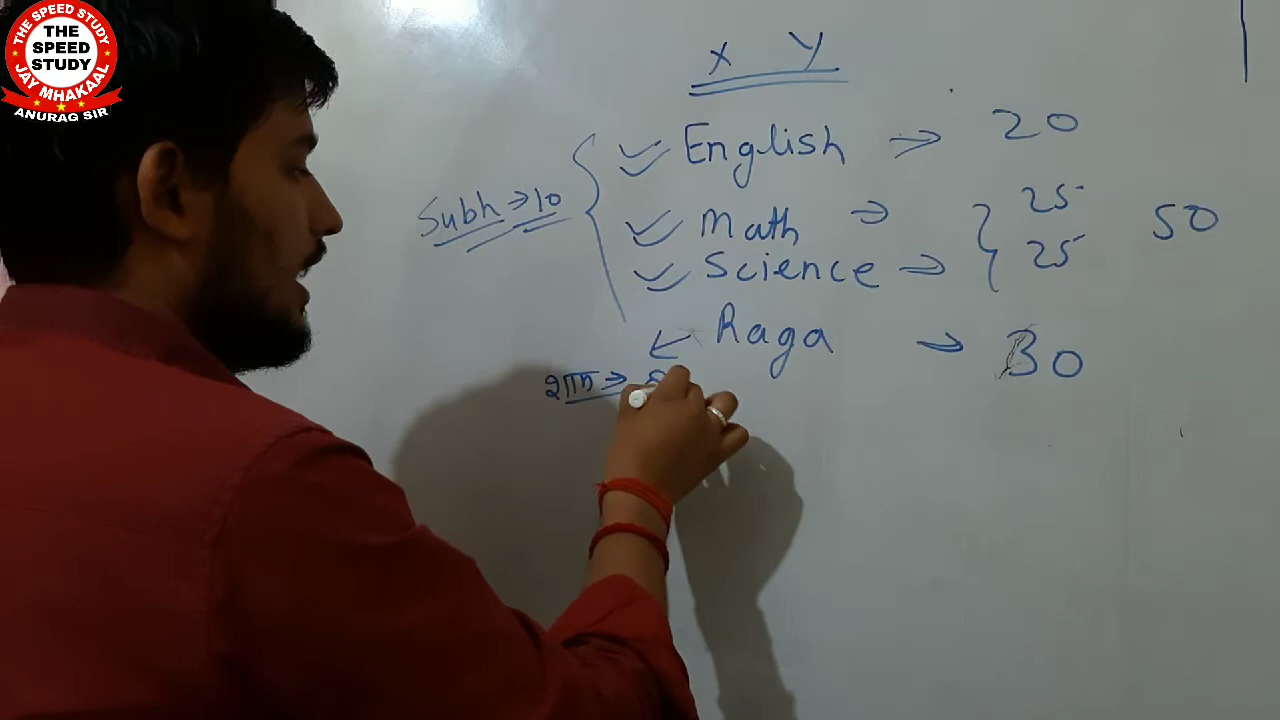 THE SPEED STUDY
THE
SPEED
STUDY
JAY MHAKAAL
ANURAG SIR
X Y
English ⇒ 20
Subh ⇒ 10
Math ⇒ 25
50
Science ⇒ 25
Raga → 30